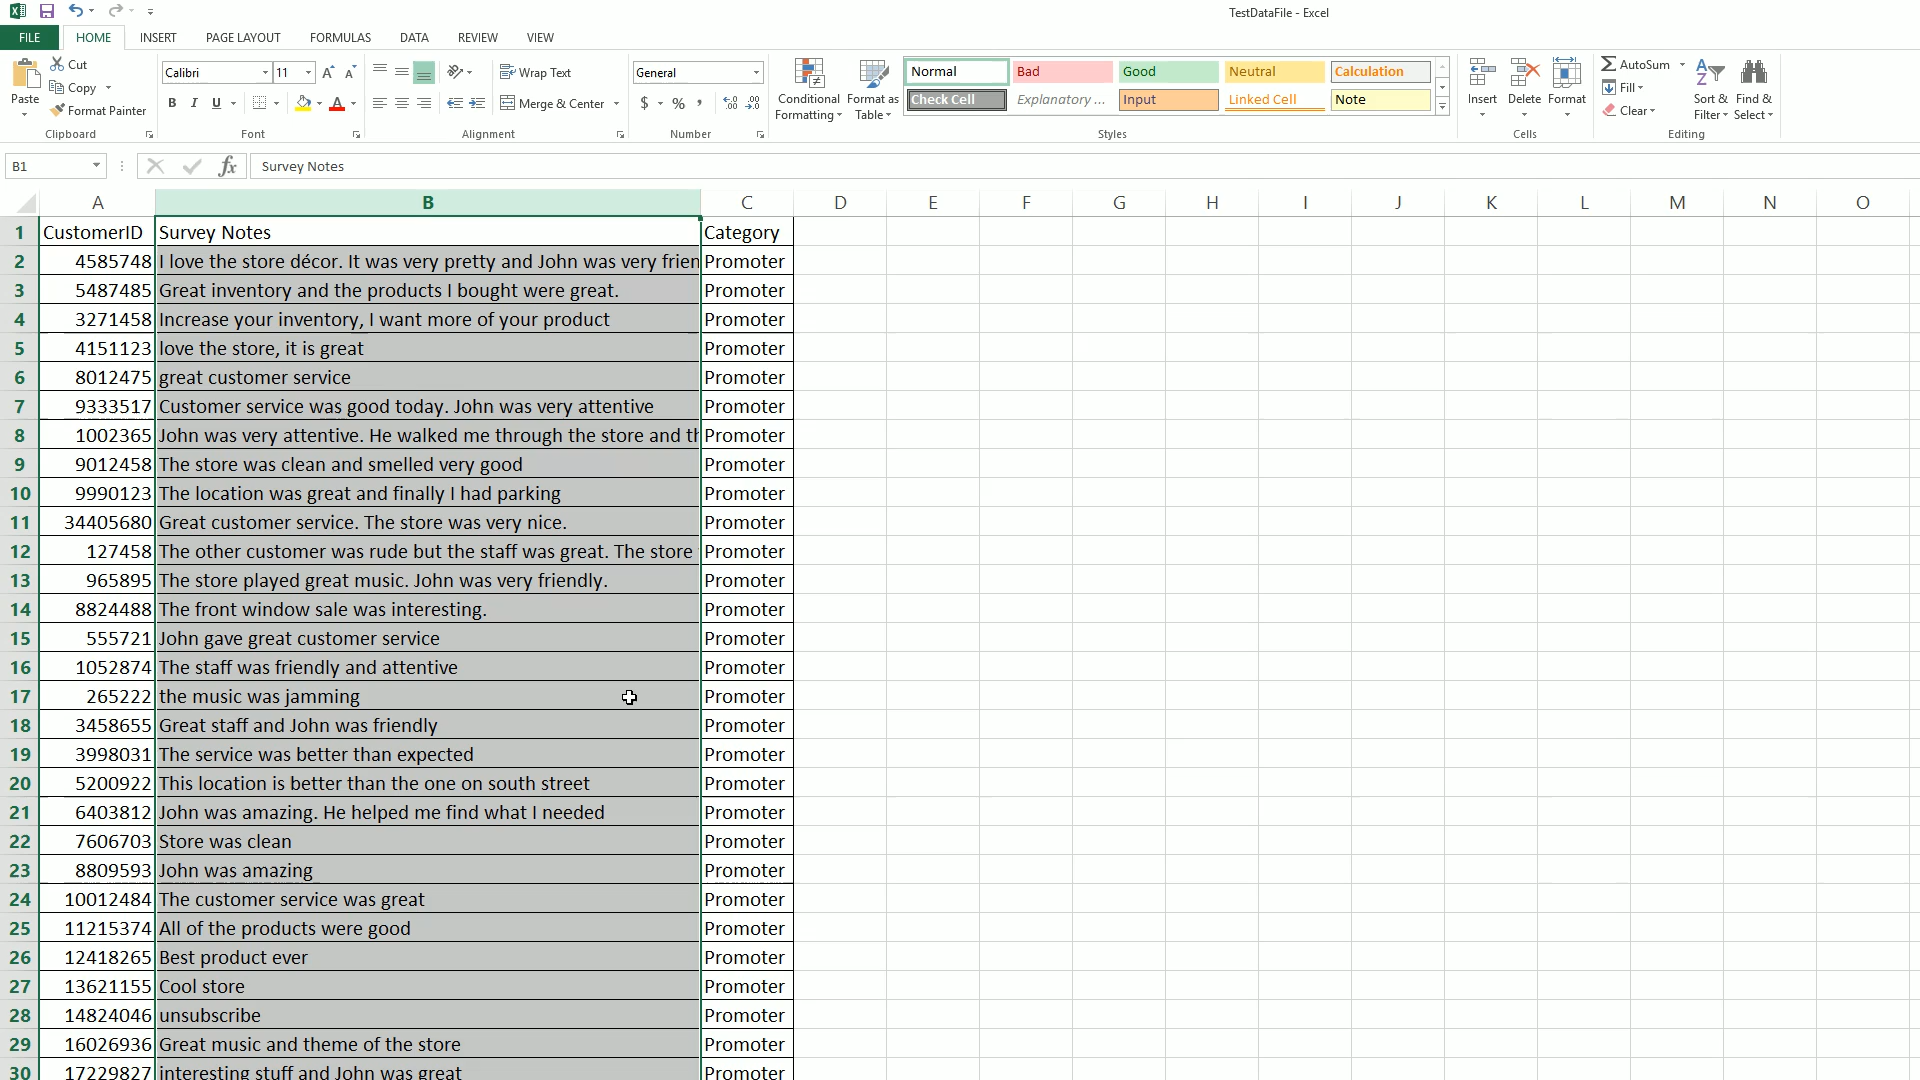 TestDataFile - Excel
FILE HOME INSERT PAGE LAYOUT FORMULAS DATA REVIEW VIEW
Paste Cut Copy Format Painter Clipboard
Calibri 11 B I U A Font
Wrap Text Merge & Center Alignment
General $ % , Number
Conditional Formatting Format as Table
Normal Bad Good Neutral Calculation
Check Cell Explanatory ... Input Linked Cell Note
Styles
Insert Delete Format Cells
AutoSum Fill Clear Sort & Filter Find & Select Editing
B1 fx Survey Notes
A B C D E F G H I J K L M N O
1 CustomerID Survey Notes Category
2 4585748 I love the store décor. It was very pretty and John was very frien Promoter
3 5487485 Great inventory and the products I bought were great. Promoter
4 3271458 Increase your inventory, I want more of your product Promoter
5 4151123 love the store, it is great Promoter
6 8012475 great customer service Promoter
7 9333517 Customer service was good today. John was very attentive Promoter
8 1002365 John was very attentive. He walked me through the store and th Promoter
9 9012458 The store was clean and smelled very good Promoter
10 9990123 The location was great and finally I had parking Promoter
11 34405680 Great customer service. The store was very nice. Promoter
12 127458 The other customer was rude but the staff was great. The store Promoter
13 965895 The store played great music. John was very friendly. Promoter
14 8824488 The front window sale was interesting. Promoter
15 555721 John gave great customer service Promoter
16 1052874 The staff was friendly and attentive Promoter
17 265222 the music was jamming Promoter
18 3458655 Great staff and John was friendly Promoter
19 3998031 The service was better than expected Promoter
20 5200922 This location is better than the one on south street Promoter
21 6403812 John was amazing. He helped me find what I needed Promoter
22 7606703 Store was clean Promoter
23 8809593 John was amazing Promoter
24 10012484 The customer service was great Promoter
25 11215374 All of the products were good Promoter
26 12418265 Best product ever Promoter
27 13621155 Cool store Promoter
28 14824046 unsubscribe Promoter
29 16026936 Great music and theme of the store Promoter
30 17229827 interesting stuff and John was great Promoter